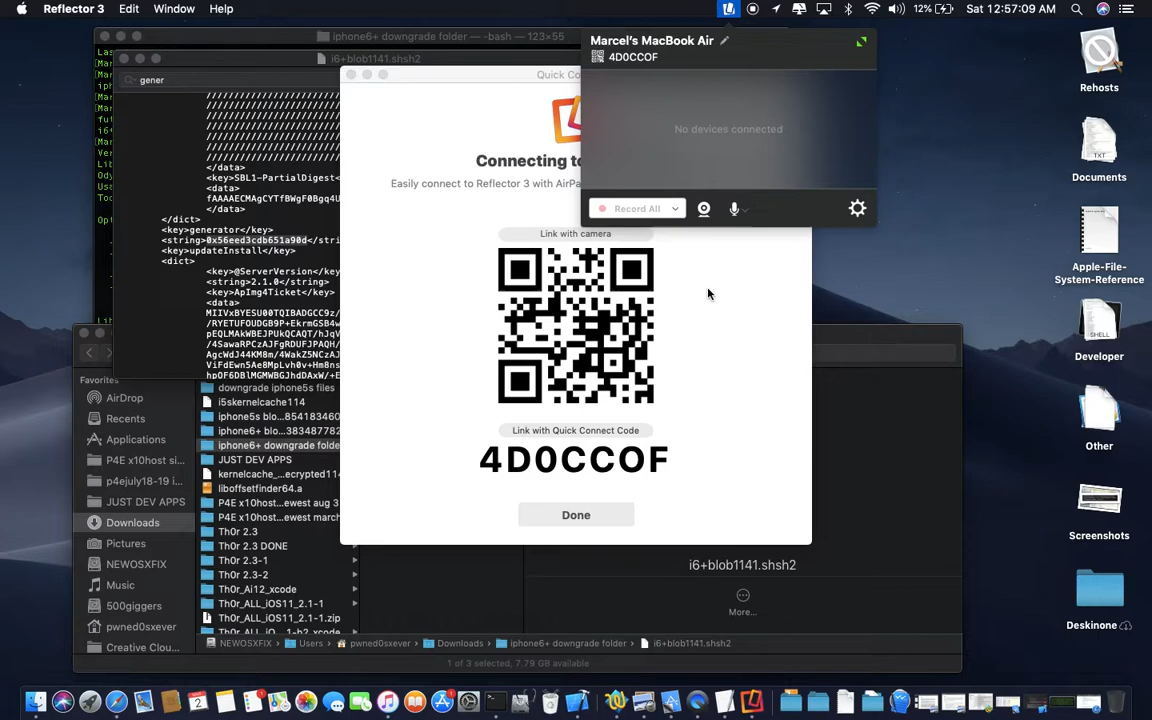 Reflector 3 Edit Window Help
12% Sat 12:57:09 AM
iphone6+ downgrade folder — -bash — 123×55
i6+blob1141.shsh2
gener
////////////////////////////////
</data>
<key>SBL1-PartialDigest</key>
<data>
</data>
</dict>
<key>generator</key>
<string>0x56eed3cdb651a90d</stri
<key>updateInstall</key>
<dict>
<key>@ServerVersion</key>
<string>2.1.0</string>
<key>ApImg4Ticket</key>
<data>
Quick Co
Connecting to
Easily connect to Reflector 3 with AirPa
Link with camera
Link with Quick Connect Code
4D0CCOF
Done
Marcel's MacBook Air
4D0CCOF
No devices connected
Record All
Favorites
AirDrop
Recents
Applications
P4E x10host si...
p4ejuly18-19 i...
JUST DEV APPS
Downloads
Pictures
NEWOSXFIX
Music
500giggers
pwned0sxever
Creative Clou...
downgrade iphone5s files
i5skernelcache114
iphone5s blo...854183460
iphone6+ blo...383487782
iphone6+ downgrade folde
JUST DEV APPS
kernelcache_...ecrypted114
liboffsetfinder64.a
P4E x10host...ewest aug 3
P4E x10host...ewest march
Th0r 2.3
Th0r 2.3 DONE
Th0r 2.3-1
Th0r 2.3-2
Th0r_Ai12_xcode
Th0r_ALL_iOS11_2.1-1
Th0r_ALL_iOS11_2.1-1.zip
i6+blob1141.shsh2
More...
NEWOSXFIX Users pwned0sxever Downloads iphone6+ downgrade folder i6+blob1141.shsh2
1 of 3 selected, 7.79 GB available
Rehosts
TXT
Documents
Apple-File-
System-Reference
SHELL
Developer
Other
Screenshots
Deskinone